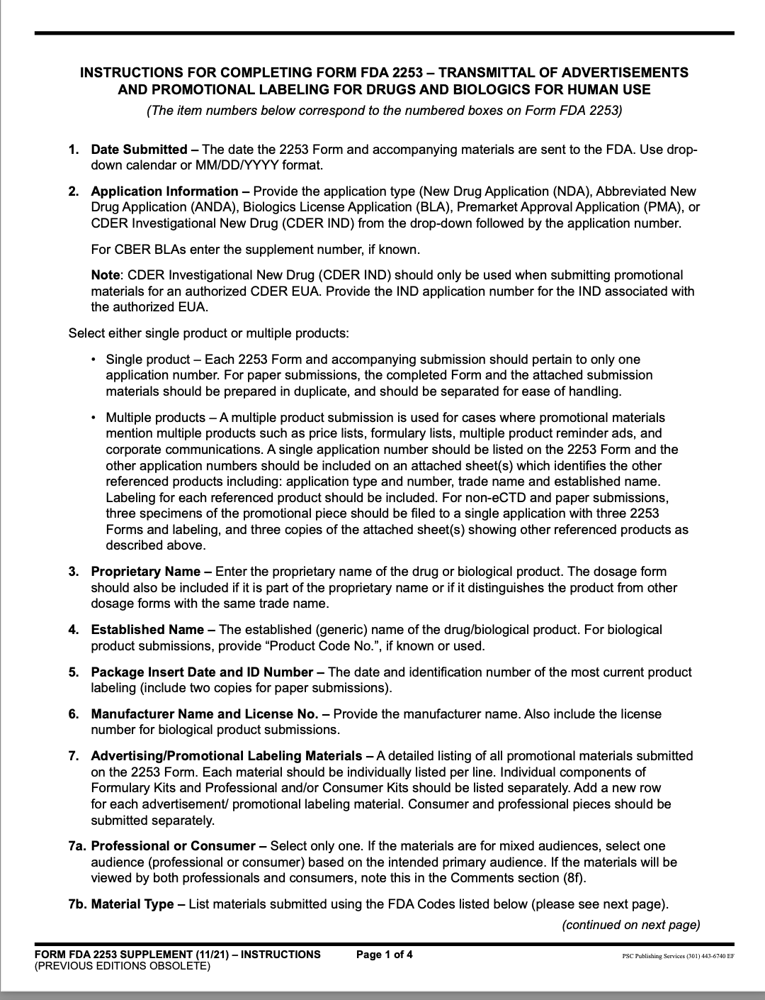 INSTRUCTIONS FOR COMPLETING FORM FDA 2253 – TRANSMITTAL OF ADVERTISEMENTS
AND PROMOTIONAL LABELING FOR DRUGS AND BIOLOGICS FOR HUMAN USE
(The item numbers below correspond to the numbered boxes on Form FDA 2253)
1. Date Submitted – The date the 2253 Form and accompanying materials are sent to the FDA. Use drop-
down calendar or MM/DD/YYYY format.
2. Application Information – Provide the application type (New Drug Application (NDA), Abbreviated New
Drug Application (ANDA), Biologics License Application (BLA), Premarket Approval Application (PMA), or
CDER Investigational New Drug (CDER IND) from the drop-down followed by the application number.
For CBER BLAs enter the supplement number, if known.
Note: CDER Investigational New Drug (CDER IND) should only be used when submitting promotional
materials for an authorized CDER EUA. Provide the IND application number for the IND associated with
the authorized EUA.
Select either single product or multiple products:
• Single product – Each 2253 Form and accompanying submission should pertain to only one
application number. For paper submissions, the completed Form and the attached submission
materials should be prepared in duplicate, and should be separated for ease of handling.
• Multiple products – A multiple product submission is used for cases where promotional materials
mention multiple products such as price lists, formulary lists, multiple product reminder ads, and
corporate communications. A single application number should be listed on the 2253 Form and the
other application numbers should be included on an attached sheet(s) which identifies the other
referenced products including: application type and number, trade name and established name.
Labeling for each referenced product should be included. For non-eCTD and paper submissions,
three specimens of the promotional piece should be filed to a single application with three 2253
Forms and labeling, and three copies of the attached sheet(s) showing other referenced products as
described above.
3. Proprietary Name – Enter the proprietary name of the drug or biological product. The dosage form
should also be included if it is part of the proprietary name or if it distinguishes the product from other
dosage forms with the same trade name.
4. Established Name – The established (generic) name of the drug/biological product. For biological
product submissions, provide “Product Code No.”, if known or used.
5. Package Insert Date and ID Number – The date and identification number of the most current product
labeling (include two copies for paper submissions).
6. Manufacturer Name and License No. – Provide the manufacturer name. Also include the license
number for biological product submissions.
7. Advertising/Promotional Labeling Materials – A detailed listing of all promotional materials submitted
on the 2253 Form. Each material should be individually listed per line. Individual components of
Formulary Kits and Professional and/or Consumer Kits should be listed separately. Add a new row
for each advertisement/ promotional labeling material. Consumer and professional pieces should be
submitted separately.
7a. Professional or Consumer – Select only one. If the materials are for mixed audiences, select one
audience (professional or consumer) based on the intended primary audience. If the materials will be
viewed by both professionals and consumers, note this in the Comments section (8f).
7b. Material Type – List materials submitted using the FDA Codes listed below (please see next page).
(continued on next page)
FORM FDA 2253 SUPPLEMENT (11/21) – INSTRUCTIONS Page 1 of 4 PSC Publishing Services (301) 443-6740 EF
(PREVIOUS EDITIONS OBSOLETE)